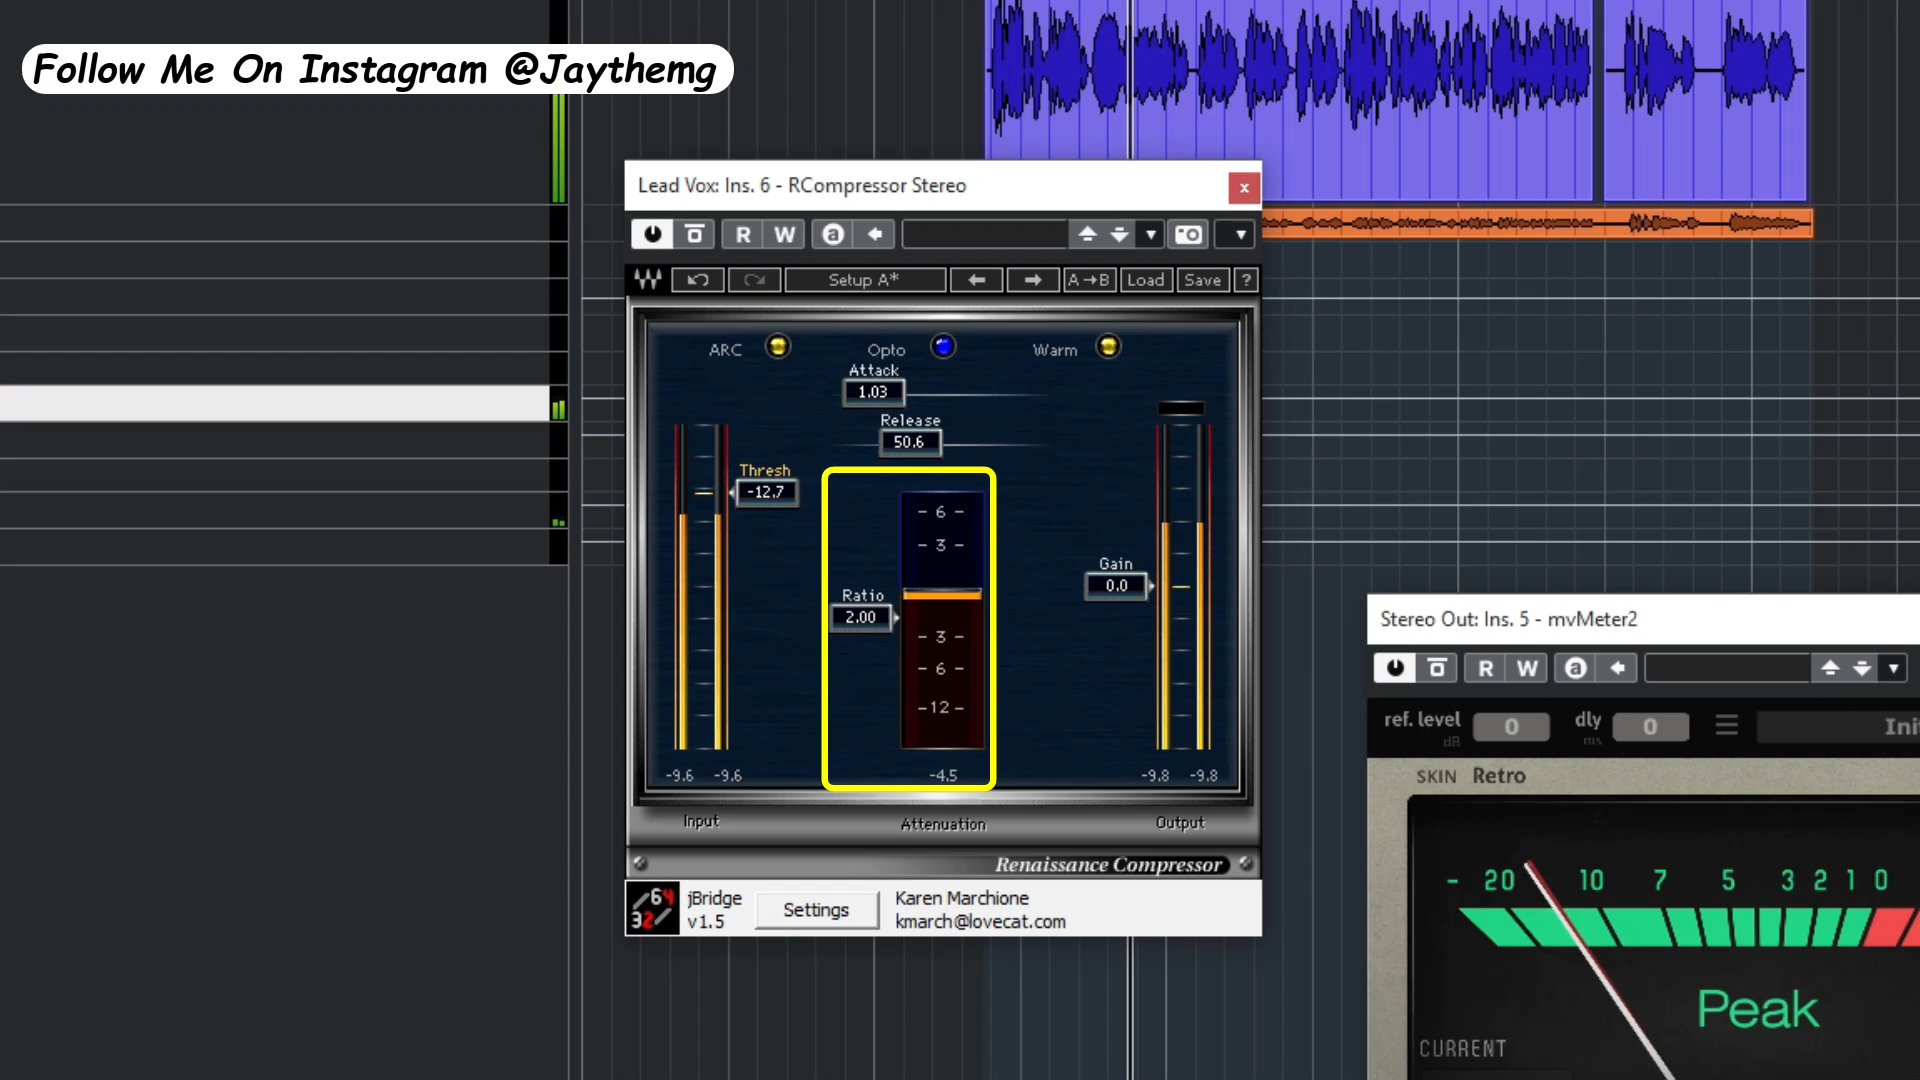 Follow Me On Instagram @Jaythemg
Lead Vox: Ins. 6 - RCompressor Stereo
x
R W a
Setup A* A→B Load Save ?
ARC Opto Warm
Attack
1.03
Release
50.6
Thresh
-12.7
6
3
Ratio
2.00
3
6
12
Gain
0.0
-9.6 -9.6 -4.5 -9.8 -9.8
Input Attenuation Output
Renaissance Compressor
/64
32/
jBridge
v1.5
Settings
Karen Marchione
kmarch@lovecat.com
Stereo Out: Ins. 5 - mvMeter2
R W a
ref. level 0 dly 0 Ini
dB ms
SKIN Retro
- 20 10 7 5 3 2 1 0
Peak
CURRENT